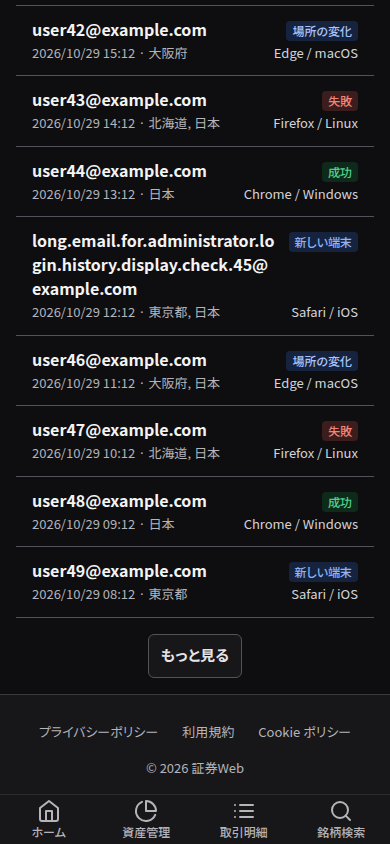 user42@example.com 場所の変化
2026/10/29 15:12 · 大阪府 Edge / macOS
user43@example.com 失敗
2026/10/29 14:12 · 北海道, 日本 Firefox / Linux
user44@example.com 成功
2026/10/29 13:12 · 日本 Chrome / Windows
long.email.for.administrator.lo 新しい端末
gin.history.display.check.45@
example.com
2026/10/29 12:12 · 東京都, 日本 Safari / iOS
user46@example.com 場所の変化
2026/10/29 11:12 · 大阪府, 日本 Edge / macOS
user47@example.com 失敗
2026/10/29 10:12 · 北海道, 日本 Firefox / Linux
user48@example.com 成功
2026/10/29 09:12 · 日本 Chrome / Windows
user49@example.com 新しい端末
2026/10/29 08:12 · 東京都 Safari / iOS
もっと見る
プライバシーポリシー 利用規約 Cookie ポリシー
© 2026 証券Web
ホーム 資産管理 取引明細 銘柄検索